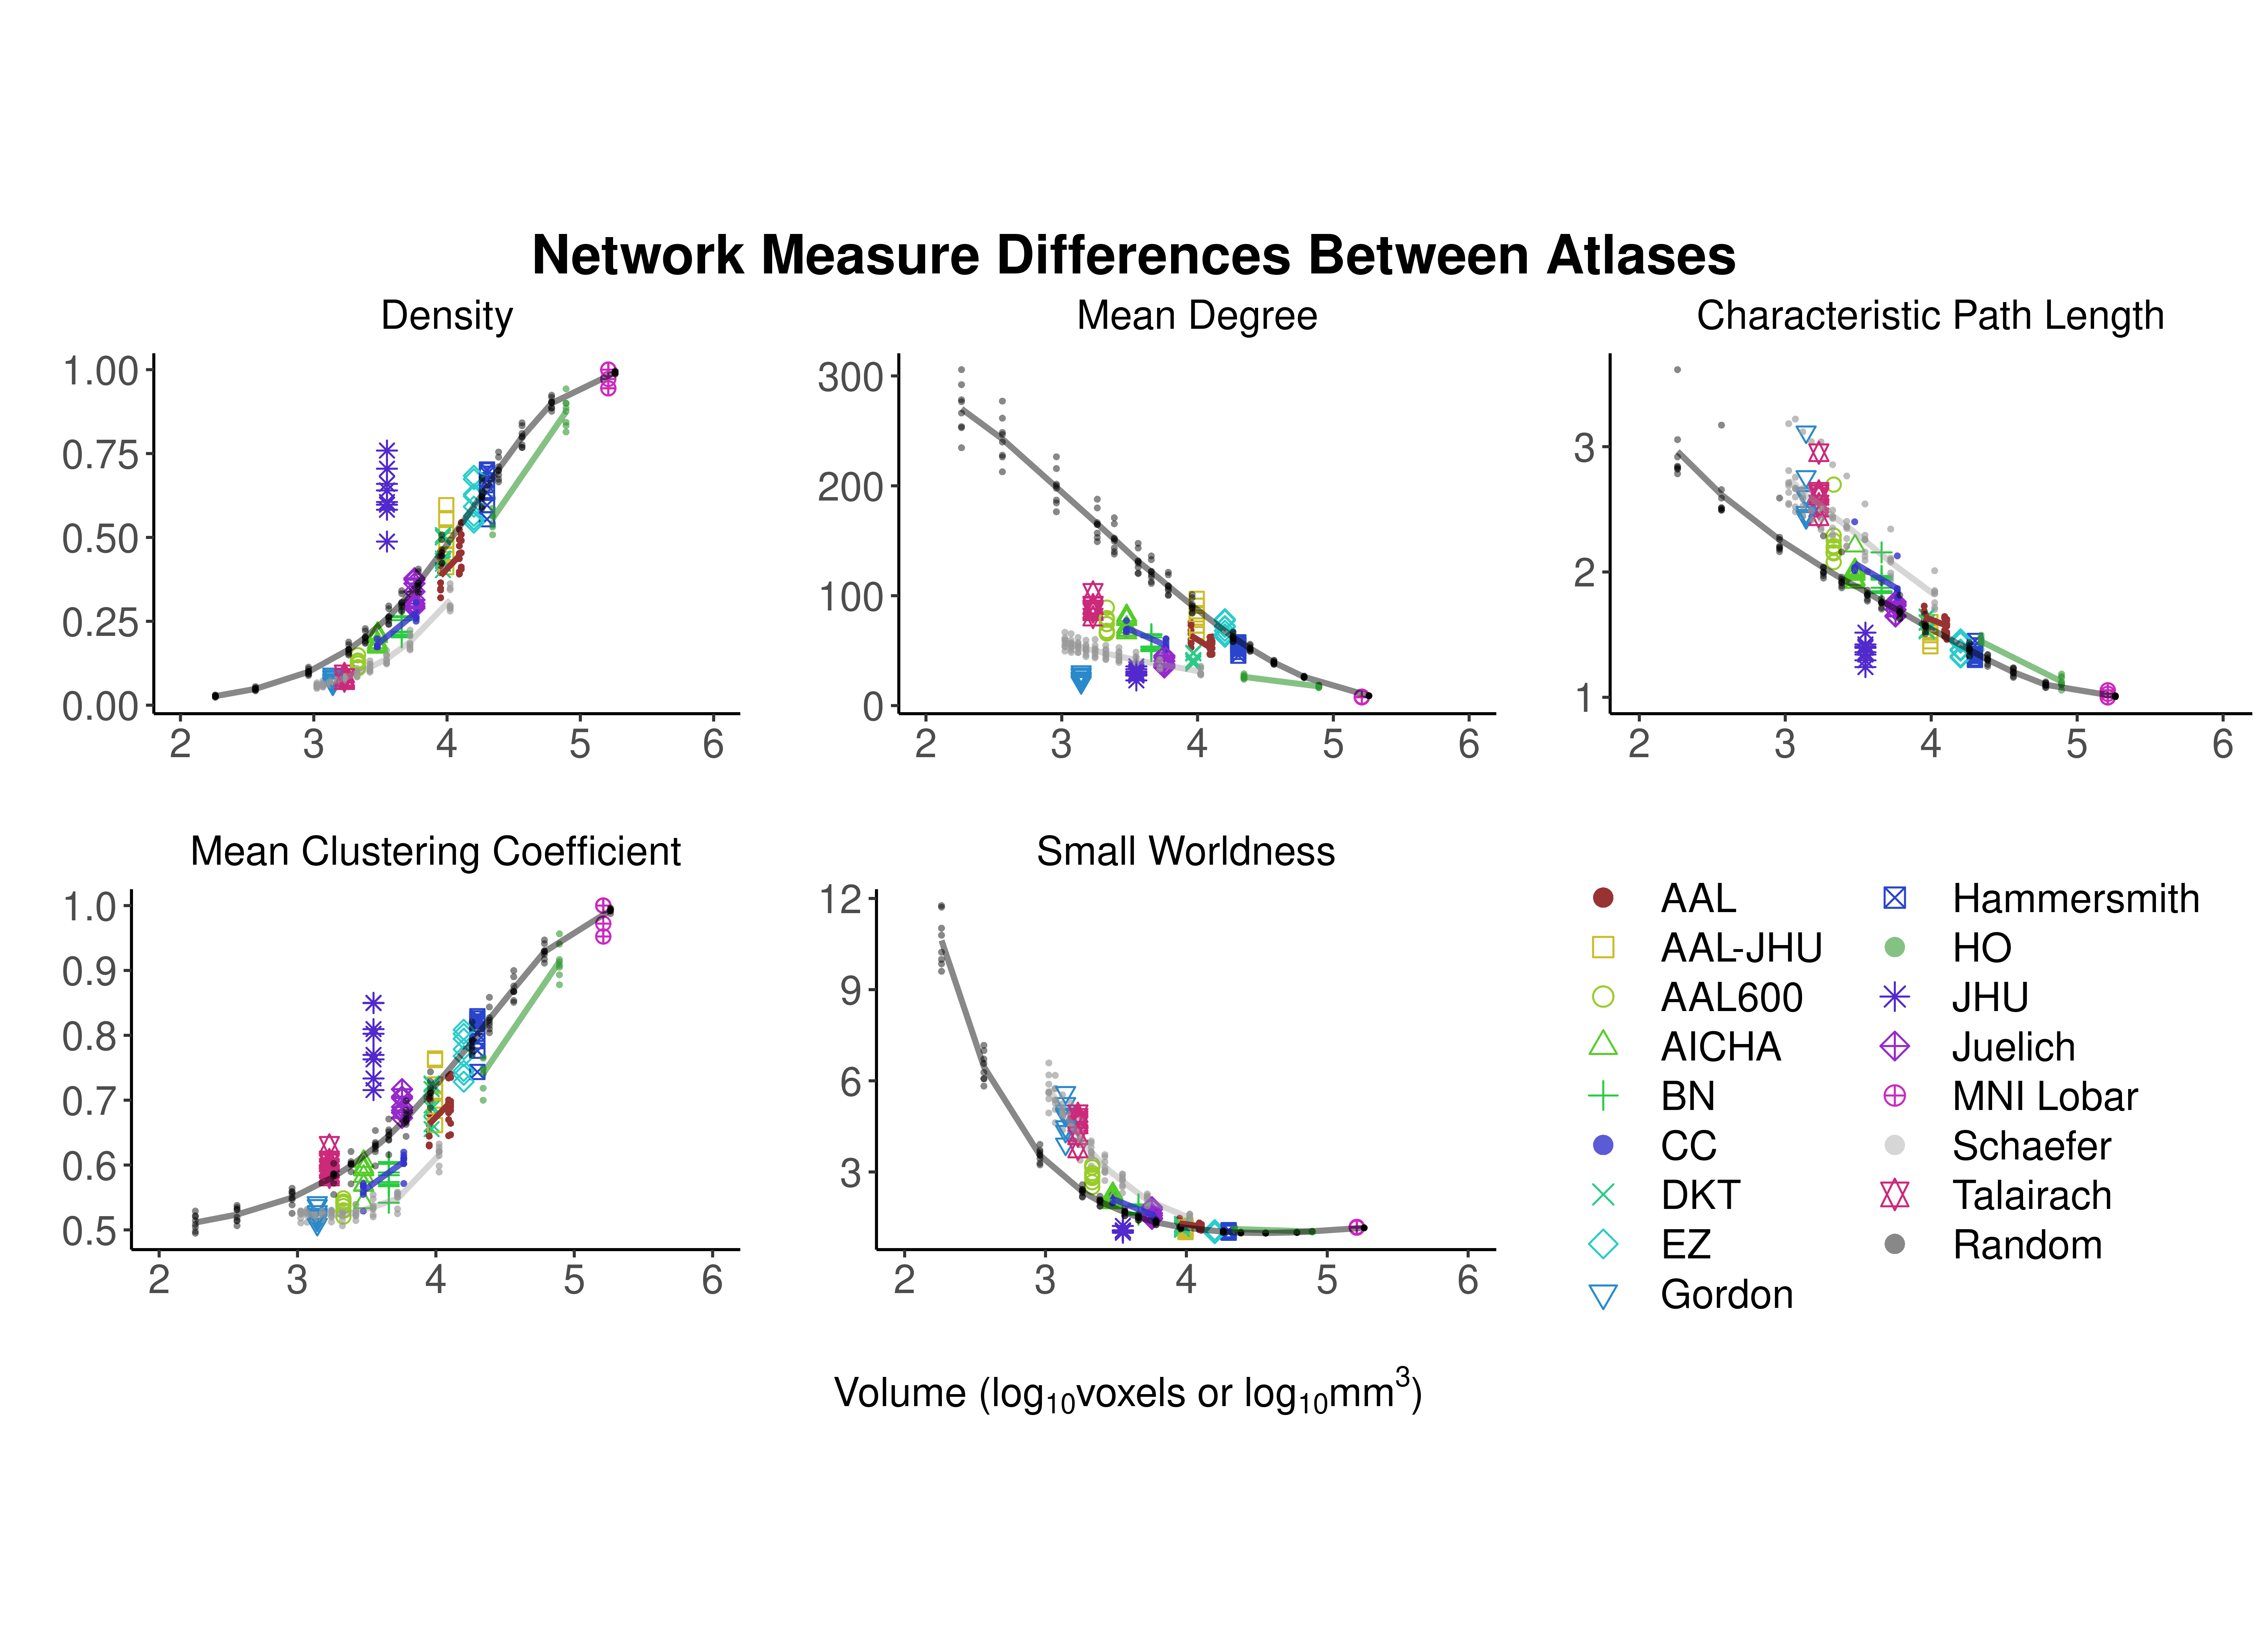 Network Measure Differences Between Atlases
Density
Mean Degree
Characteristic Path Length
1.00
0.75
0.50
0.25
0.00
2 3 4 5 6
300
200
100
0
2 3 4 5 6
3
2
1
2 3 4 5 6
Mean Clustering Coefficient
Small Worldness
1.0
0.9
0.8
0.7
0.6
0.5
2 3 4 5 6
12
9
6
3
2 3 4 5 6
AAL
AAL-JHU
AAL600
AICHA
BN
CC
DKT
EZ
Gordon
Hammersmith
HO
JHU
Juelich
MNI Lobar
Schaefer
Talairach
Random
Volume (log₁₀voxels or log₁₀mm³)